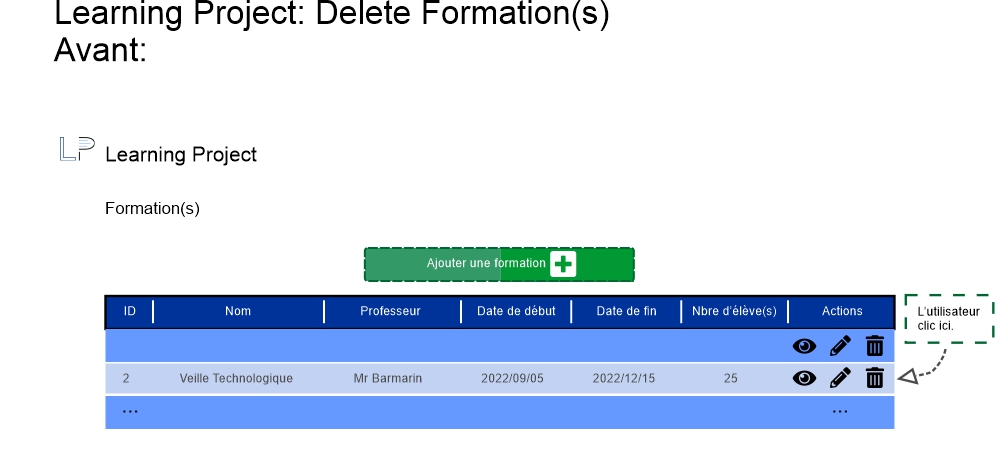 Learning Project: Delete Formation(s)
Avant:
LP Learning Project
Formation(s)
Ajouter une formation
ID Nom Professeur Date de début Date de fin Nbre d'élève(s) Actions
L'utilisateur
clic ici.
2 Veille Technologique Mr Barmarin 2022/09/05 2022/12/15 25
... ...